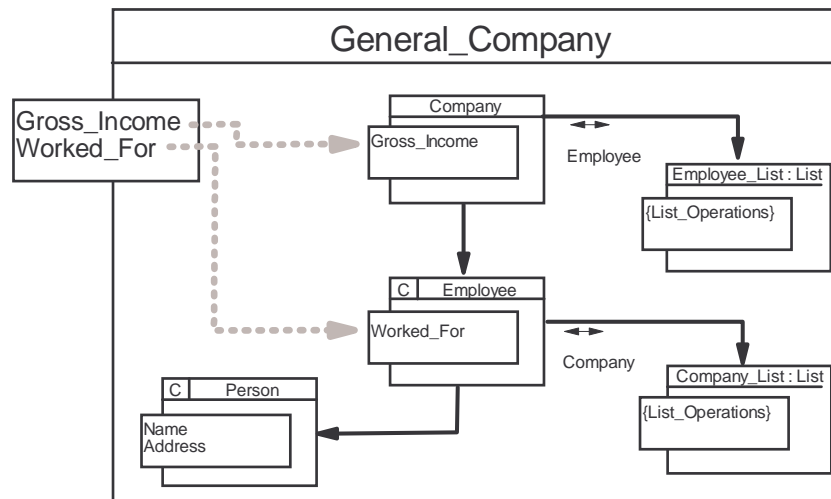 General_Company
Gross_Income
Worked_For
Company
Gross_Income
Employee
Employee_List : List
{List_Operations}
C Employee
Worked_For
Company
Company_List : List
{List_Operations}
C Person
Name
Address